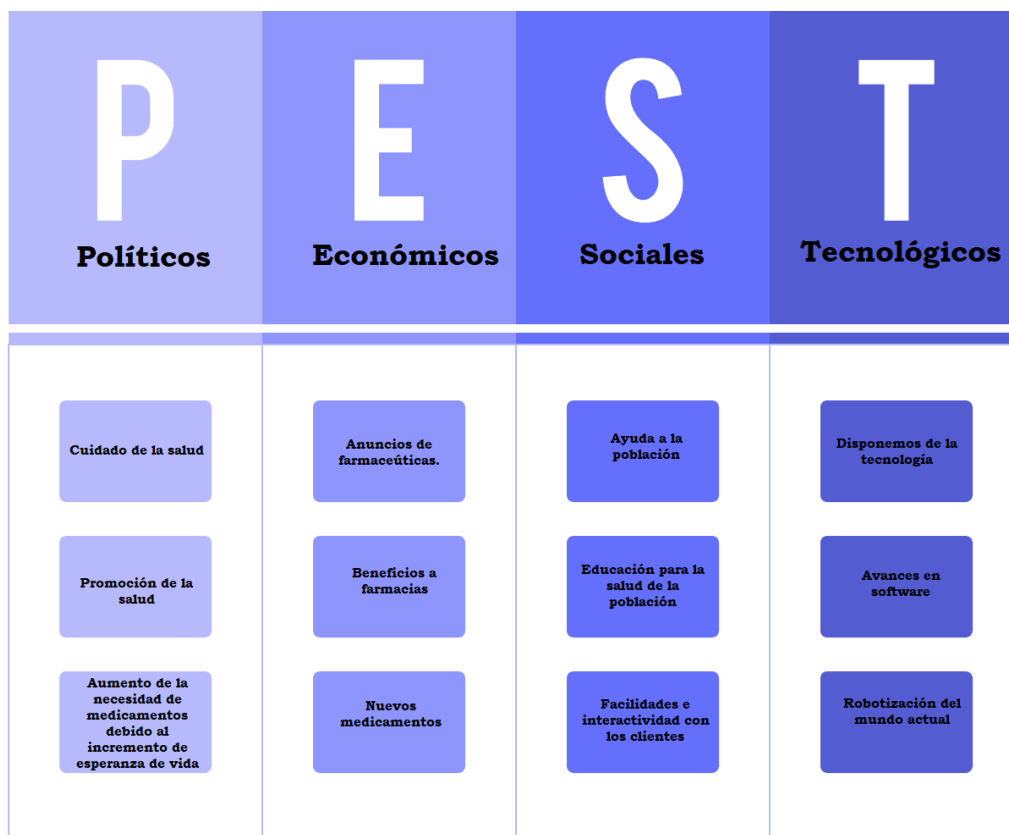 P
E
S
T
Políticos
Económicos
Sociales
Tecnológicos
Cuidado de la salud
Promoción de la
salud
Aumento de la
necesidad de
medicamentos
debido al
incremento de
esperanza de vida
Anuncios de
farmaceúticas.
Beneficios a
farmacias
Nuevos
medicamentos
Ayuda a la
población
Educación para la
salud de la
población
Facilidades e
interactividad con
los clientes
Disponemos de la
tecnología
Avances en
software
Robotización del
mundo actual